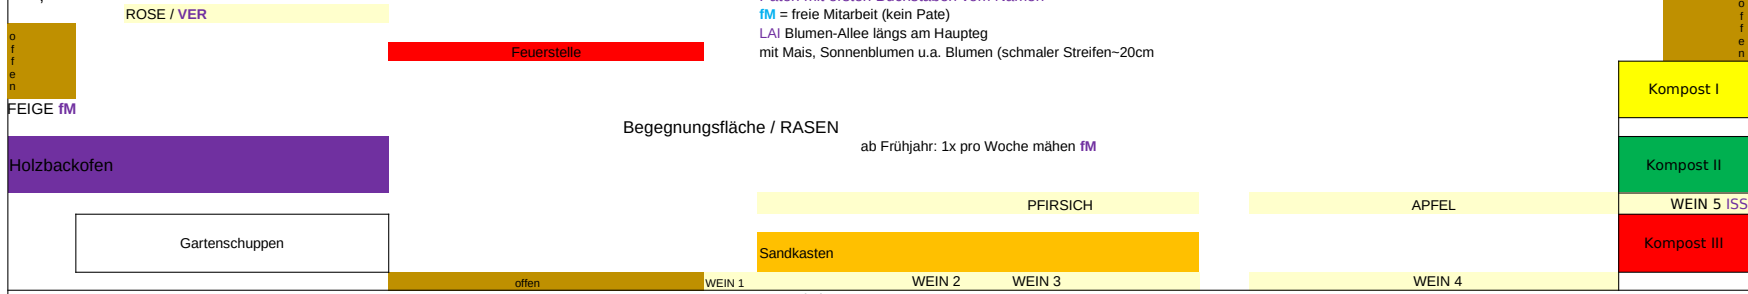 ROSE / VER
fM = freie Mitarbeit (kein Pate)
offen
LAI Blumen-Allee längs am Haupteg
offen
Feuerstelle
mit Mais, Sonnenblumen u.a. Blumen (schmaler Streifen~20cm
Kompost I
FEIGE fM
Begegnungsfläche / RASEN
ab Frühjahr: 1x pro Woche mähen fM
Holzbackofen
Kompost II
PFIRSICH
APFEL
WEIN 5 ISS
Gartenschuppen
Kompost III
Sandkasten
offen
WEIN 1
WEIN 2
WEIN 3
WEIN 4